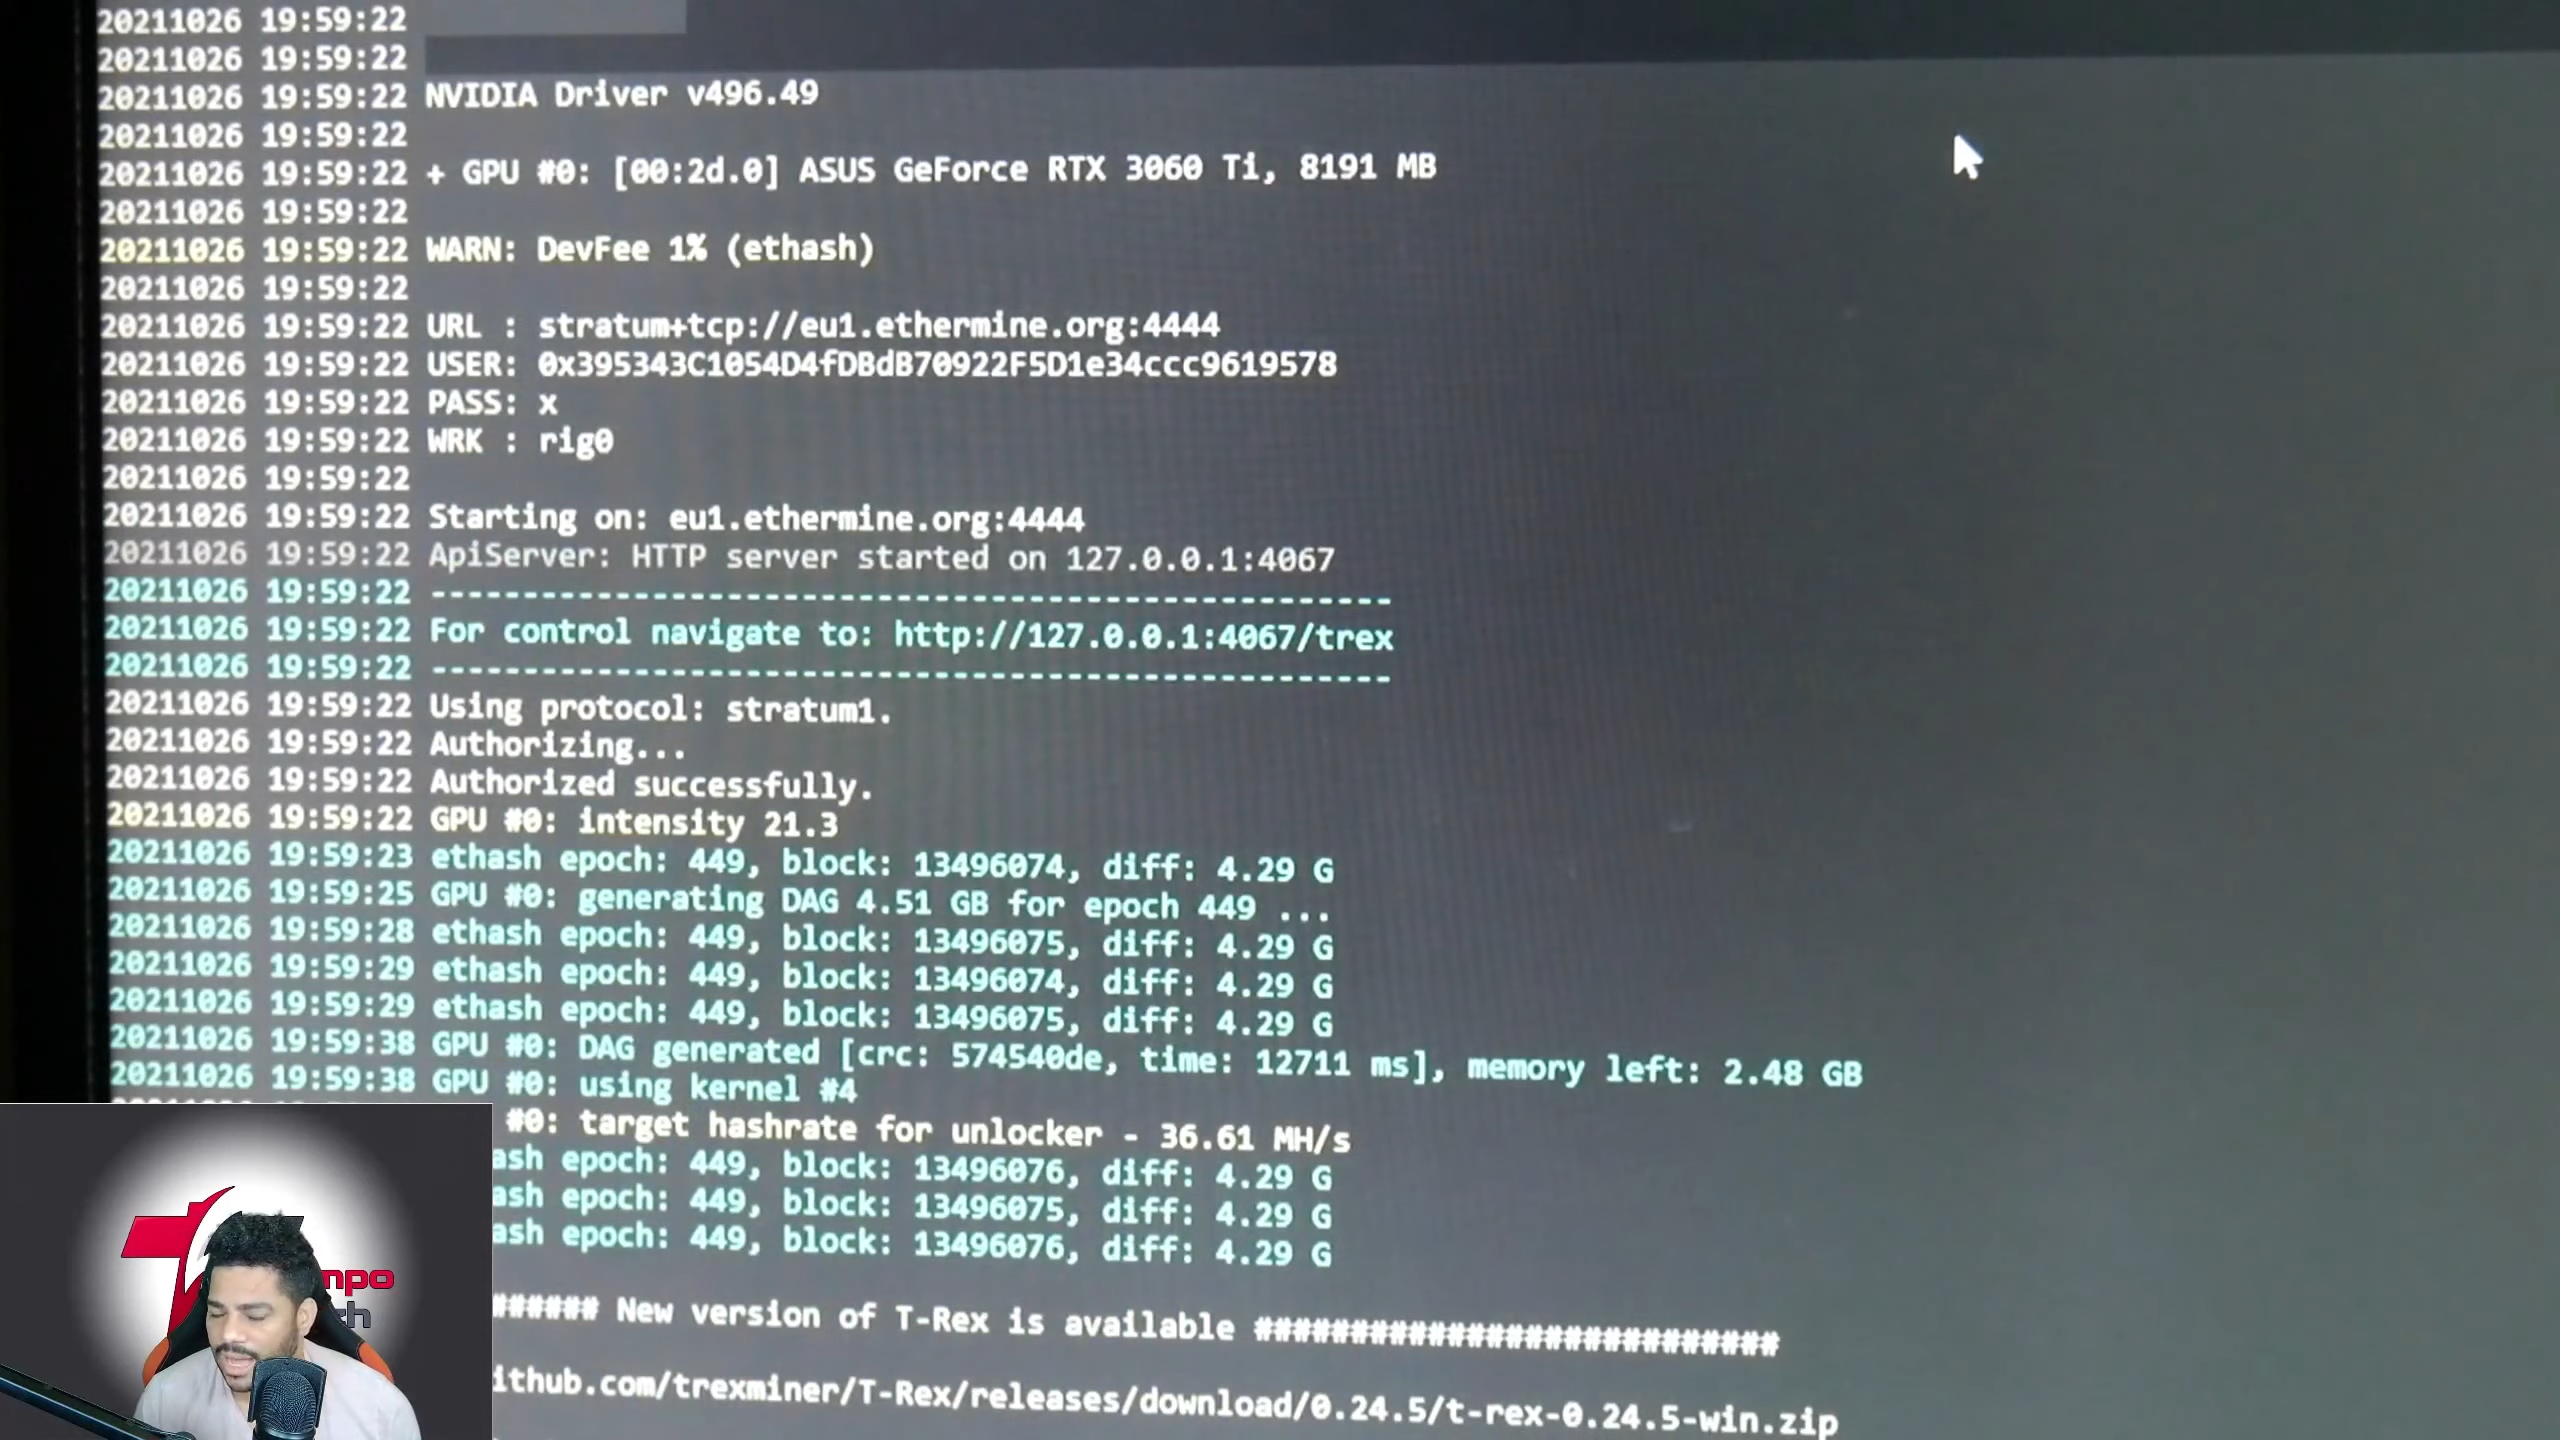 20211026 19:59:22
20211026 19:59:22
20211026 19:59:22 NVIDIA Driver v496.49
20211026 19:59:22
20211026 19:59:22 + GPU #0: [00:2d.0] ASUS GeForce RTX 3060 Ti, 8191 MB
20211026 19:59:22
20211026 19:59:22 WARN: DevFee 1% (ethash)
20211026 19:59:22
20211026 19:59:22 URL : stratum+tcp://eu1.ethermine.org:4444
20211026 19:59:22 USER: 0x395343C1054D4fDBdB70922F5D1e34ccc9619578
20211026 19:59:22 PASS: x
20211026 19:59:22 WRK : rig0
20211026 19:59:22
20211026 19:59:22 Starting on: eu1.ethermine.org:4444
20211026 19:59:22 ApiServer: HTTP server started on 127.0.0.1:4067
20211026 19:59:22 ----------------------------------------------------
20211026 19:59:22 For control navigate to: http://127.0.0.1:4067/trex
20211026 19:59:22 ----------------------------------------------------
20211026 19:59:22 Using protocol: stratum1.
20211026 19:59:22 Authorizing...
20211026 19:59:22 Authorized successfully.
20211026 19:59:22 GPU #0: intensity 21.3
20211026 19:59:23 ethash epoch: 449, block: 13496074, diff: 4.29 G
20211026 19:59:25 GPU #0: generating DAG 4.51 GB for epoch 449 ...
20211026 19:59:28 ethash epoch: 449, block: 13496075, diff: 4.29 G
20211026 19:59:29 ethash epoch: 449, block: 13496074, diff: 4.29 G
20211026 19:59:29 ethash epoch: 449, block: 13496075, diff: 4.29 G
20211026 19:59:38 GPU #0: DAG generated [crc: 574540de, time: 12711 ms], memory left: 2.48 GB
20211026 19:59:38 GPU #0: using kernel #4
#0: target hashrate for unlocker - 36.61 MH/s
ash epoch: 449, block: 13496076, diff: 4.29 G
ash epoch: 449, block: 13496075, diff: 4.29 G
ash epoch: 449, block: 13496076, diff: 4.29 G
###### New version of T-Rex is available ############################
ithub.com/trexminer/T-Rex/releases/download/0.24.5/t-rex-0.24.5-win.zip
mpo